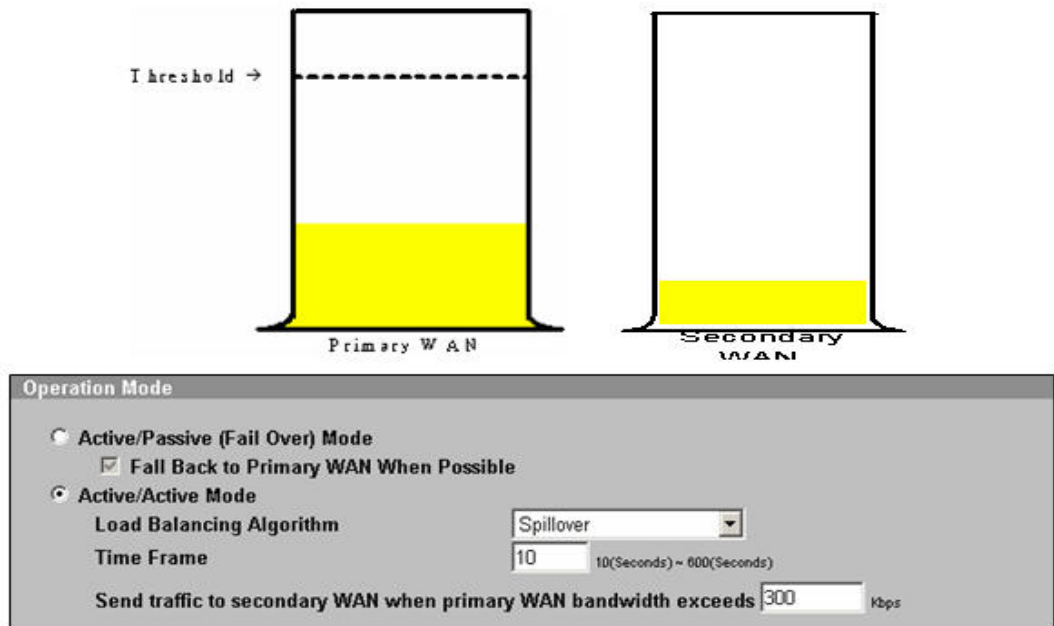 Threshold →
Primary WAN
Secondary
WAN
Operation Mode
Active/Passive (Fail Over) Mode
Fall Back to Primary WAN When Possible
Active/Active Mode
Load Balancing Algorithm Spillover
Time Frame 10 10(Seconds) ~ 600(Seconds)
Send traffic to secondary WAN when primary WAN bandwidth exceeds 300 Kbps